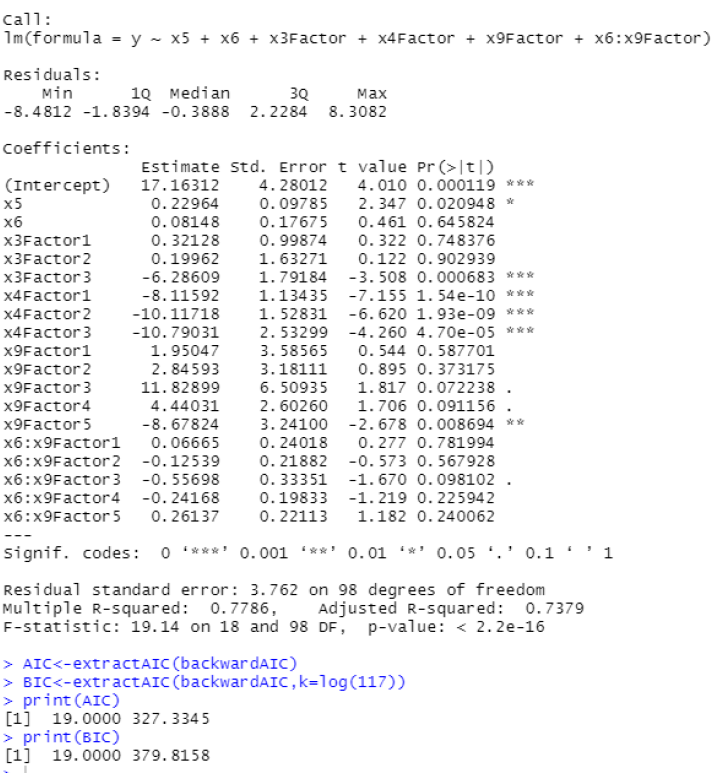 Call:
lm(formula = y ~ x5 + x6 + x3Factor + x4Factor + x9Factor + x6:x9Factor)
Residuals:
Min 1Q Median 3Q Max
-8.4812 -1.8394 -0.3888 2.2284 8.3082
Coefficients:
Estimate Std. Error t value Pr(>|t|)
(Intercept) 17.16312 4.28012 4.010 0.000119 ***
x5 0.22964 0.09785 2.347 0.020948 *
x6 0.08148 0.17675 0.461 0.645824
x3Factor1 0.32128 0.99874 0.322 0.748376
x3Factor2 0.19962 1.63271 0.122 0.902939
x3Factor3 -6.28609 1.79184 -3.508 0.000683 ***
x4Factor1 -8.11592 1.13435 -7.155 1.54e-10 ***
x4Factor2 -10.11718 1.52831 -6.620 1.93e-09 ***
x4Factor3 -10.79031 2.53299 -4.260 4.70e-05 ***
x9Factor1 1.95047 3.58565 0.544 0.587701
x9Factor2 2.84593 3.18111 0.895 0.373175
x9Factor3 11.82899 6.50935 1.817 0.072238 .
x9Factor4 4.44031 2.60260 1.706 0.091156 .
x9Factor5 -8.67824 3.24100 -2.678 0.008694 **
x6:x9Factor1 0.06665 0.24018 0.277 0.781994
x6:x9Factor2 -0.12539 0.21882 -0.573 0.567928
x6:x9Factor3 -0.55698 0.33351 -1.670 0.098102 .
x6:x9Factor4 -0.24168 0.19833 -1.219 0.225942
x6:x9Factor5 0.26137 0.22113 1.182 0.240062
---
Signif. codes: 0 ‘***’ 0.001 ‘**’ 0.01 ‘*’ 0.05 ‘.’ 0.1 ‘ ’ 1
Residual standard error: 3.762 on 98 degrees of freedom
Multiple R-squared: 0.7786, Adjusted R-squared: 0.7379
F-statistic: 19.14 on 18 and 98 DF, p-value: < 2.2e-16
> AIC<-extractAIC(backwardAIC)
> BIC<-extractAIC(backwardAIC,k=log(117))
> print(AIC)
[1] 19.0000 327.3345
> print(BIC)
[1] 19.0000 379.8158
>